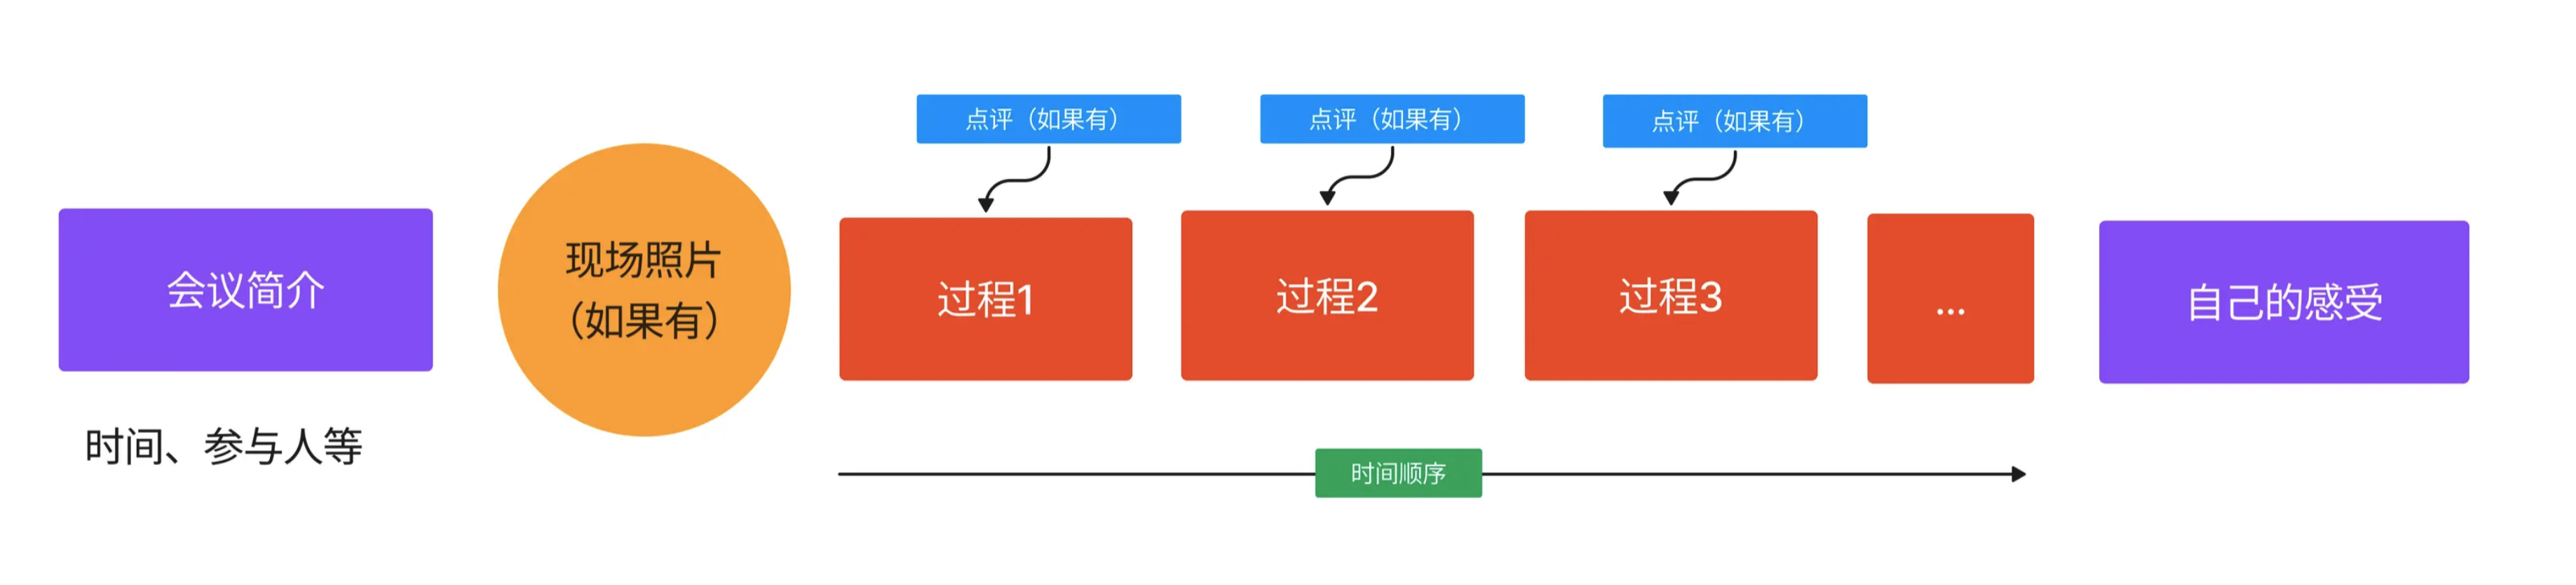 会议简介
时间、参与人等
现场照片
（如果有）
点评（如果有）
点评（如果有）
点评（如果有）
过程1
过程2
过程3
...
时间顺序
自己的感受